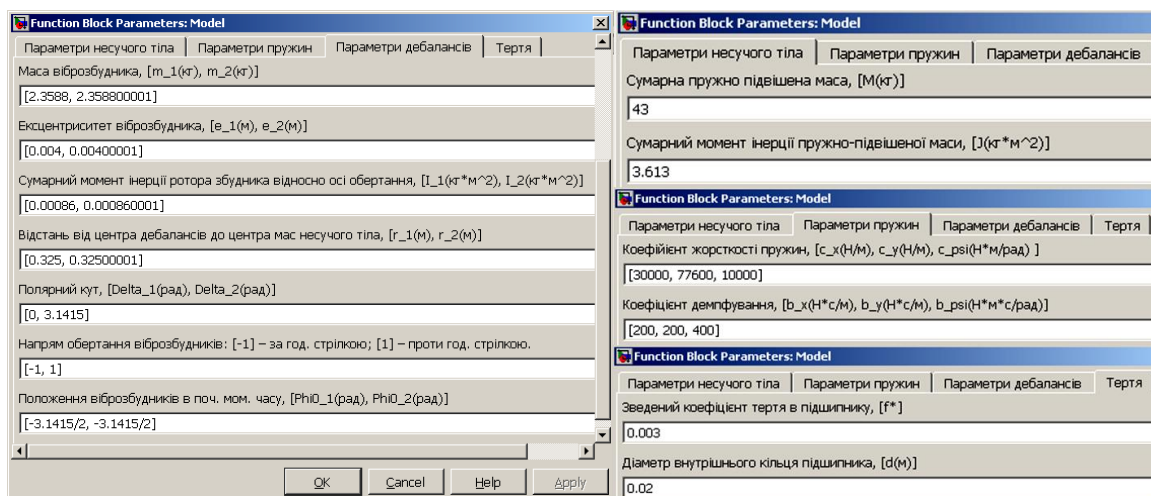 Function Block Parameters: Model
Параметри несучого тіла
Параметри пружин
Параметри дебалансів
Тертя
Маса віброзбудника, [m_1(кг), m_2(кг)]
[2.3588, 2.358800001]
Ексцентриситет віброзбудника, [e_1(м), e_2(м)]
[0.004, 0.00400001]
Сумарний момент інерції ротора збудника відносно осі обертання, [I_1(кг*м^2), I_2(кг*м^2)]
[0.00086, 0.000860001]
Відстань від центра дебалансів до центра мас несучого тіла, [r_1(м), r_2(м)]
[0.325, 0.32500001]
Полярний кут, [Delta_1(рад), Delta_2(рад)]
[0, 3.1415]
Напрям обертання віброзбудників: [-1] – за год. стрілкою; [1] – проти год. стрілкою.
[-1, 1]
Положення віброзбудників в поч. мом. часу, [Phi0_1(рад), Phi0_2(рад)]
[-3.1415/2, -3.1415/2]
OK
Cancel
Help
Apply
Function Block Parameters: Model
Параметри несучого тіла
Параметри пружин
Параметри дебалансів
Сумарна пружно підвішена маса, [M(кг)]
43
Сумарний момент інерції пружно-підвішеної маси, [J(кг*м^2)]
3.613
Function Block Parameters: Model
Параметри несучого тіла
Параметри пружин
Параметри дебалансів
Тертя
Коефійієнт жорсткості пружин, [c_x(Н/м), c_y(Н/м), c_psi(Н*м/рад) ]
[30000, 77600, 10000]
Коефіцієнт демпфування, [b_x(Н*с/м), b_y(Н*с/м), b_psi(Н*м*с/рад)]
[200, 200, 400]
Function Block Parameters: Model
Параметри несучого тіла
Параметри пружин
Параметри дебалансів
Тертя
Зведений коефіцієнт тертя в підшипнику, [f*]
0.003
Діаметр внутрішнього кільця підшипника, [d(м)]
0.02